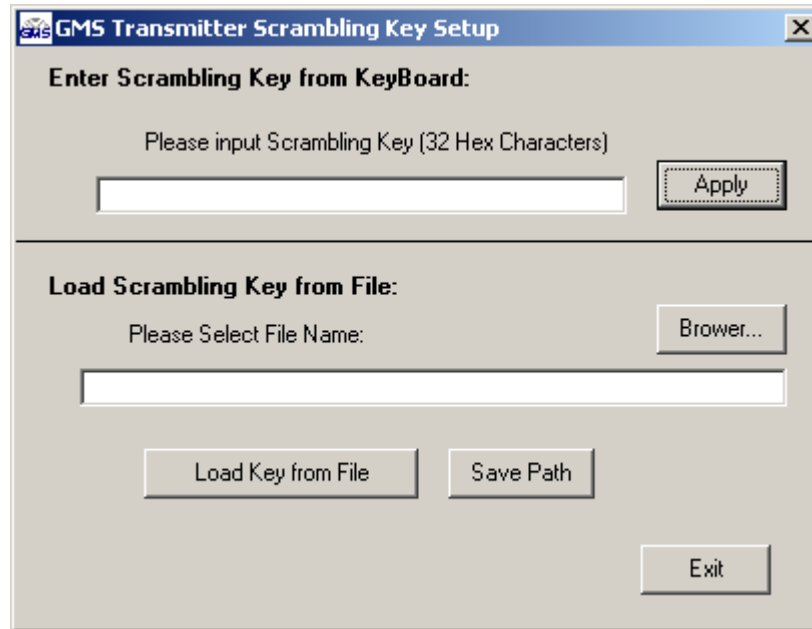 GMS GMS Transmitter Scrambling Key Setup
Enter Scrambling Key from KeyBoard:
Please input Scrambling Key (32 Hex Characters)
Apply
Load Scrambling Key from File:
Please Select File Name:
Brower...
Load Key from File
Save Path
Exit